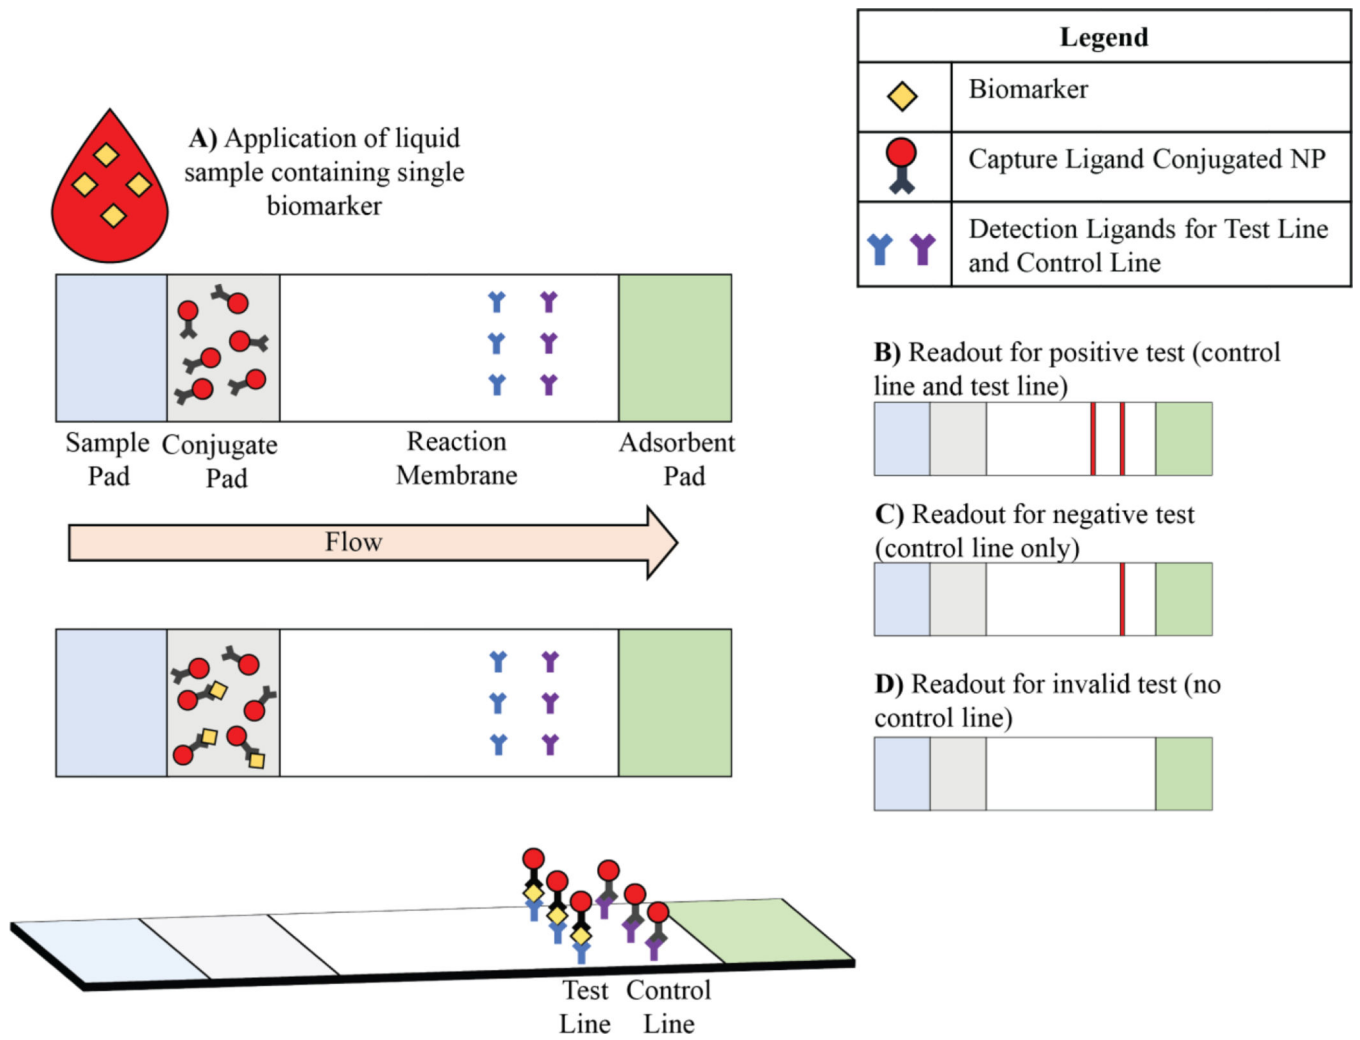 A) Application of liquid
sample containing single
biomarker
Sample
Pad
Conjugate
Pad
Reaction
Membrane
Adsorbent
Pad
Flow
Test
Line
Control
Line
Legend
Biomarker
Capture Ligand Conjugated NP
Detection Ligands for Test Line
and Control Line
B) Readout for positive test (control
line and test line)
C) Readout for negative test
(control line only)
D) Readout for invalid test (no
control line)